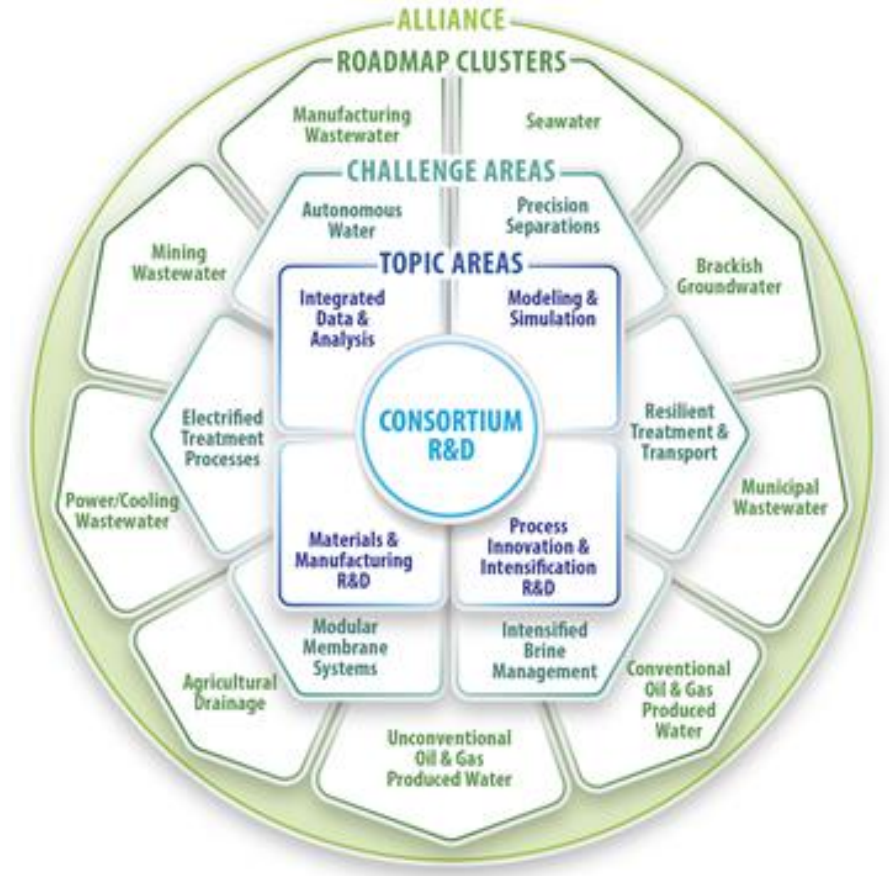 ALLIANCE
ROADMAP CLUSTERS
Manufacturing
Wastewater
Seawater
CHALLENGE AREAS
Autonomous
Water
Precision
Separations
Mining
Wastewater
Brackish
Groundwater
TOPIC AREAS
Integrated
Data &
Analysis
Modeling &
Simulation
Electrified
Treatment
Processes
CONSORTIUM
R&D
Resilient
Treatment &
Transport
Power/Cooling
Wastewater
Municipal
Wastewater
Materials &
Manufacturing
R&D
Process
Innovation &
Intensification
R&D
Modular
Membrane
Systems
Intensified
Brine
Management
Agricultural
Drainage
Conventional
Oil & Gas
Produced
Water
Unconventional
Oil & Gas
Produced Water